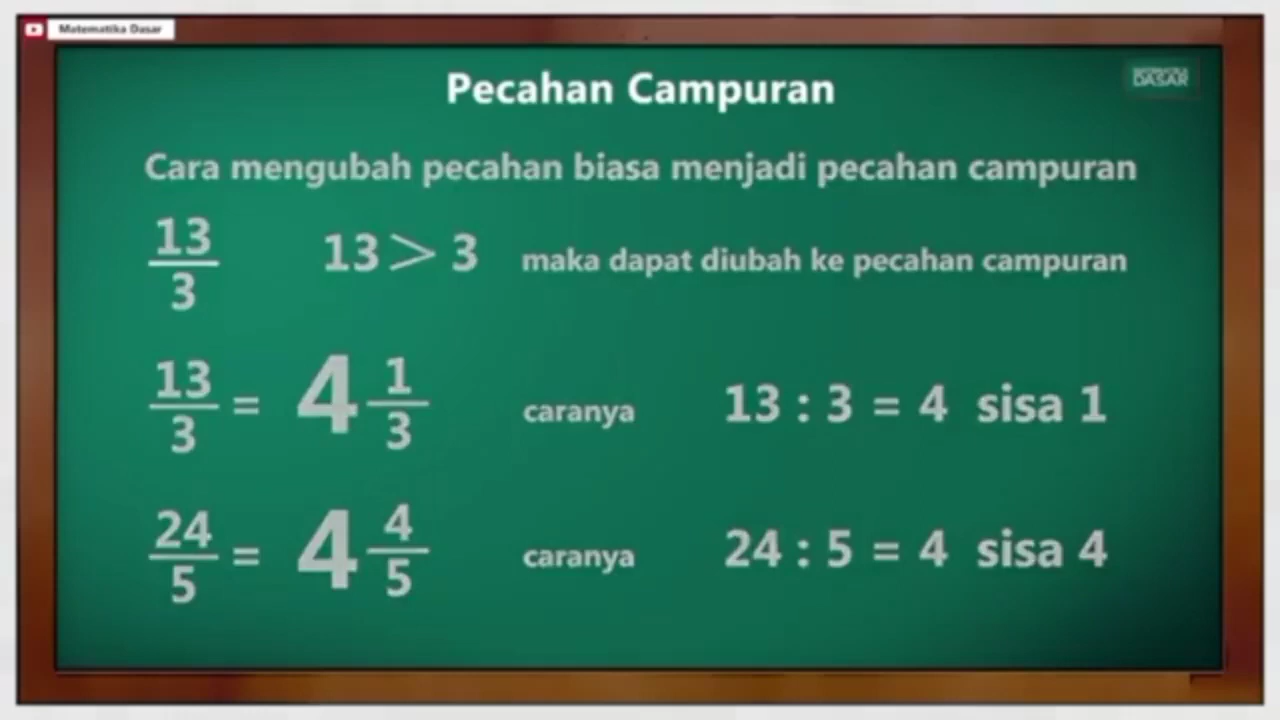 Matematika Dasar
DASAR
Pecahan Campuran
Cara mengubah pecahan biasa menjadi pecahan campuran
13/3 13 > 3 maka dapat diubah ke pecahan campuran
13/3 = 4 1/3 caranya 13 : 3 = 4 sisa 1
24/5 = 4 4/5 caranya 24 : 5 = 4 sisa 4